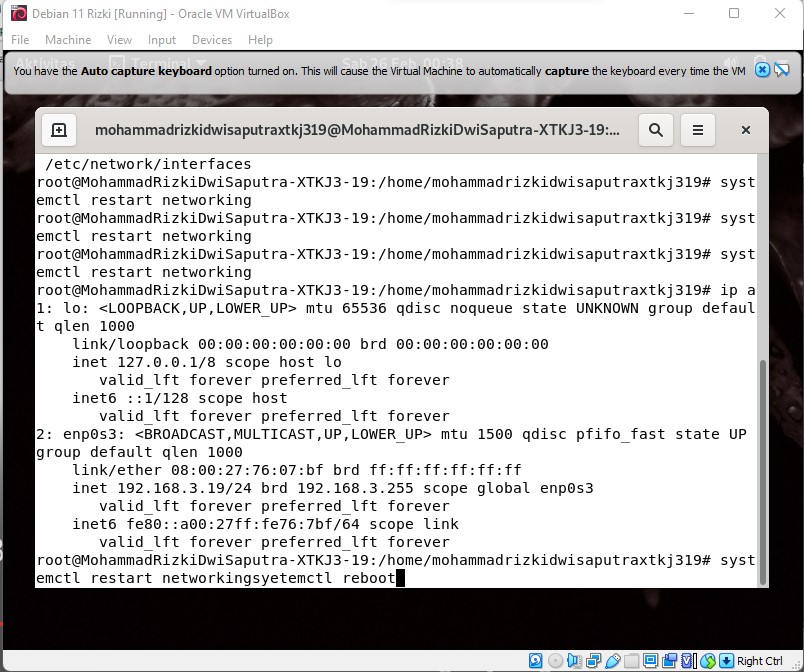 Debian 11 Rizki [Running] - Oracle VM VirtualBox
File Machine View Input Devices Help
Aktivitas Terminal Sab 26 Feb 00:38
You have the Auto capture keyboard option turned on. This will cause the Virtual Machine to automatically capture the keyboard every time the VM
mohammadrizkidwisaputraxtkj319@MohammadRizkiDwiSaputra-XTKJ3-19:...
/etc/network/interfaces
root@MohammadRizkiDwiSaputra-XTKJ3-19:/home/mohammadrizkidwisaputraxtkj319# syst
emctl restart networking
root@MohammadRizkiDwiSaputra-XTKJ3-19:/home/mohammadrizkidwisaputraxtkj319# syst
emctl restart networking
root@MohammadRizkiDwiSaputra-XTKJ3-19:/home/mohammadrizkidwisaputraxtkj319# syst
emctl restart networking
root@MohammadRizkiDwiSaputra-XTKJ3-19:/home/mohammadrizkidwisaputraxtkj319# ip a
1: lo: <LOOPBACK,UP,LOWER_UP> mtu 65536 qdisc noqueue state UNKNOWN group defaul
t qlen 1000
link/loopback 00:00:00:00:00:00 brd 00:00:00:00:00:00
inet 127.0.0.1/8 scope host lo
valid_lft forever preferred_lft forever
inet6 ::1/128 scope host
valid_lft forever preferred_lft forever
2: enp0s3: <BROADCAST,MULTICAST,UP,LOWER_UP> mtu 1500 qdisc pfifo_fast state UP
group default qlen 1000
link/ether 08:00:27:76:07:bf brd ff:ff:ff:ff:ff:ff
inet 192.168.3.19/24 brd 192.168.3.255 scope global enp0s3
valid_lft forever preferred_lft forever
inet6 fe80::a00:27ff:fe76:7bf/64 scope link
valid_lft forever preferred_lft forever
root@MohammadRizkiDwiSaputra-XTKJ3-19:/home/mohammadrizkidwisaputraxtkj319# syst
emctl restart networkingsyetemctl reboot
Right Ctrl